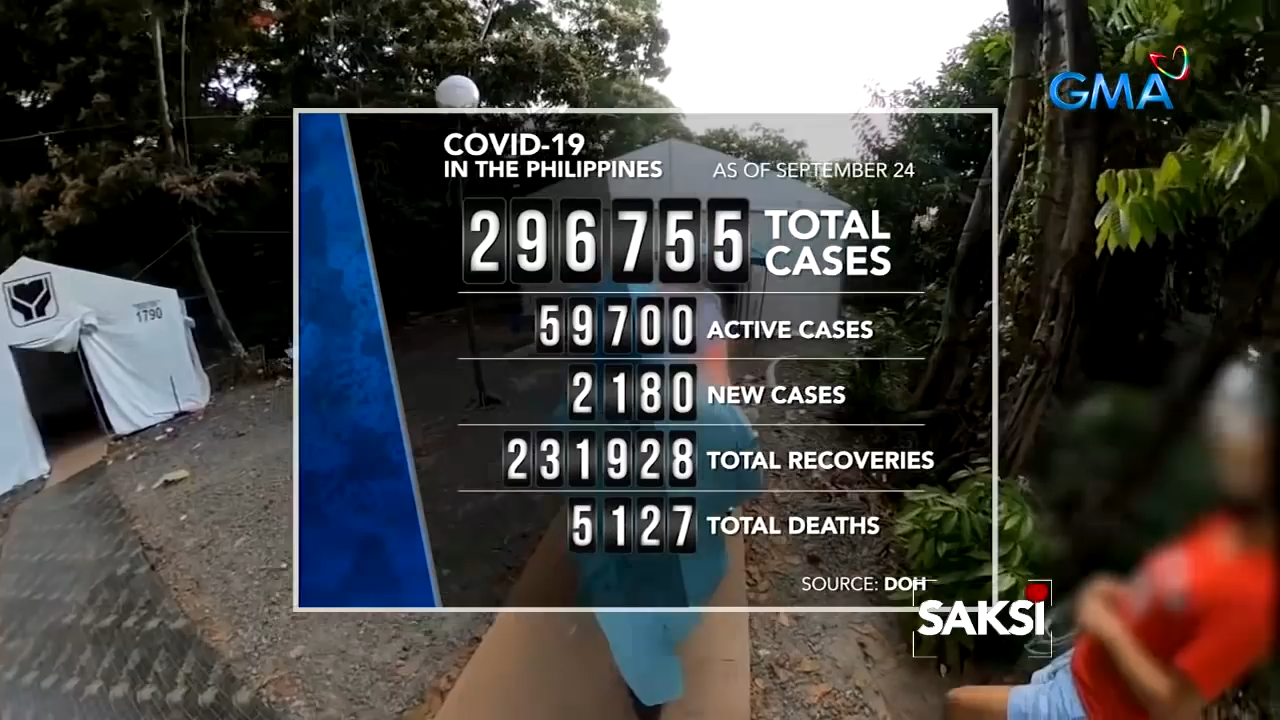 GMA
COVID-19
IN THE PHILIPPINES
AS OF SEPTEMBER 24
296755 TOTAL CASES
59700 ACTIVE CASES
2180 NEW CASES
231928 TOTAL RECOVERIES
5127 TOTAL DEATHS
SOURCE: DOH
SAKSI
1790